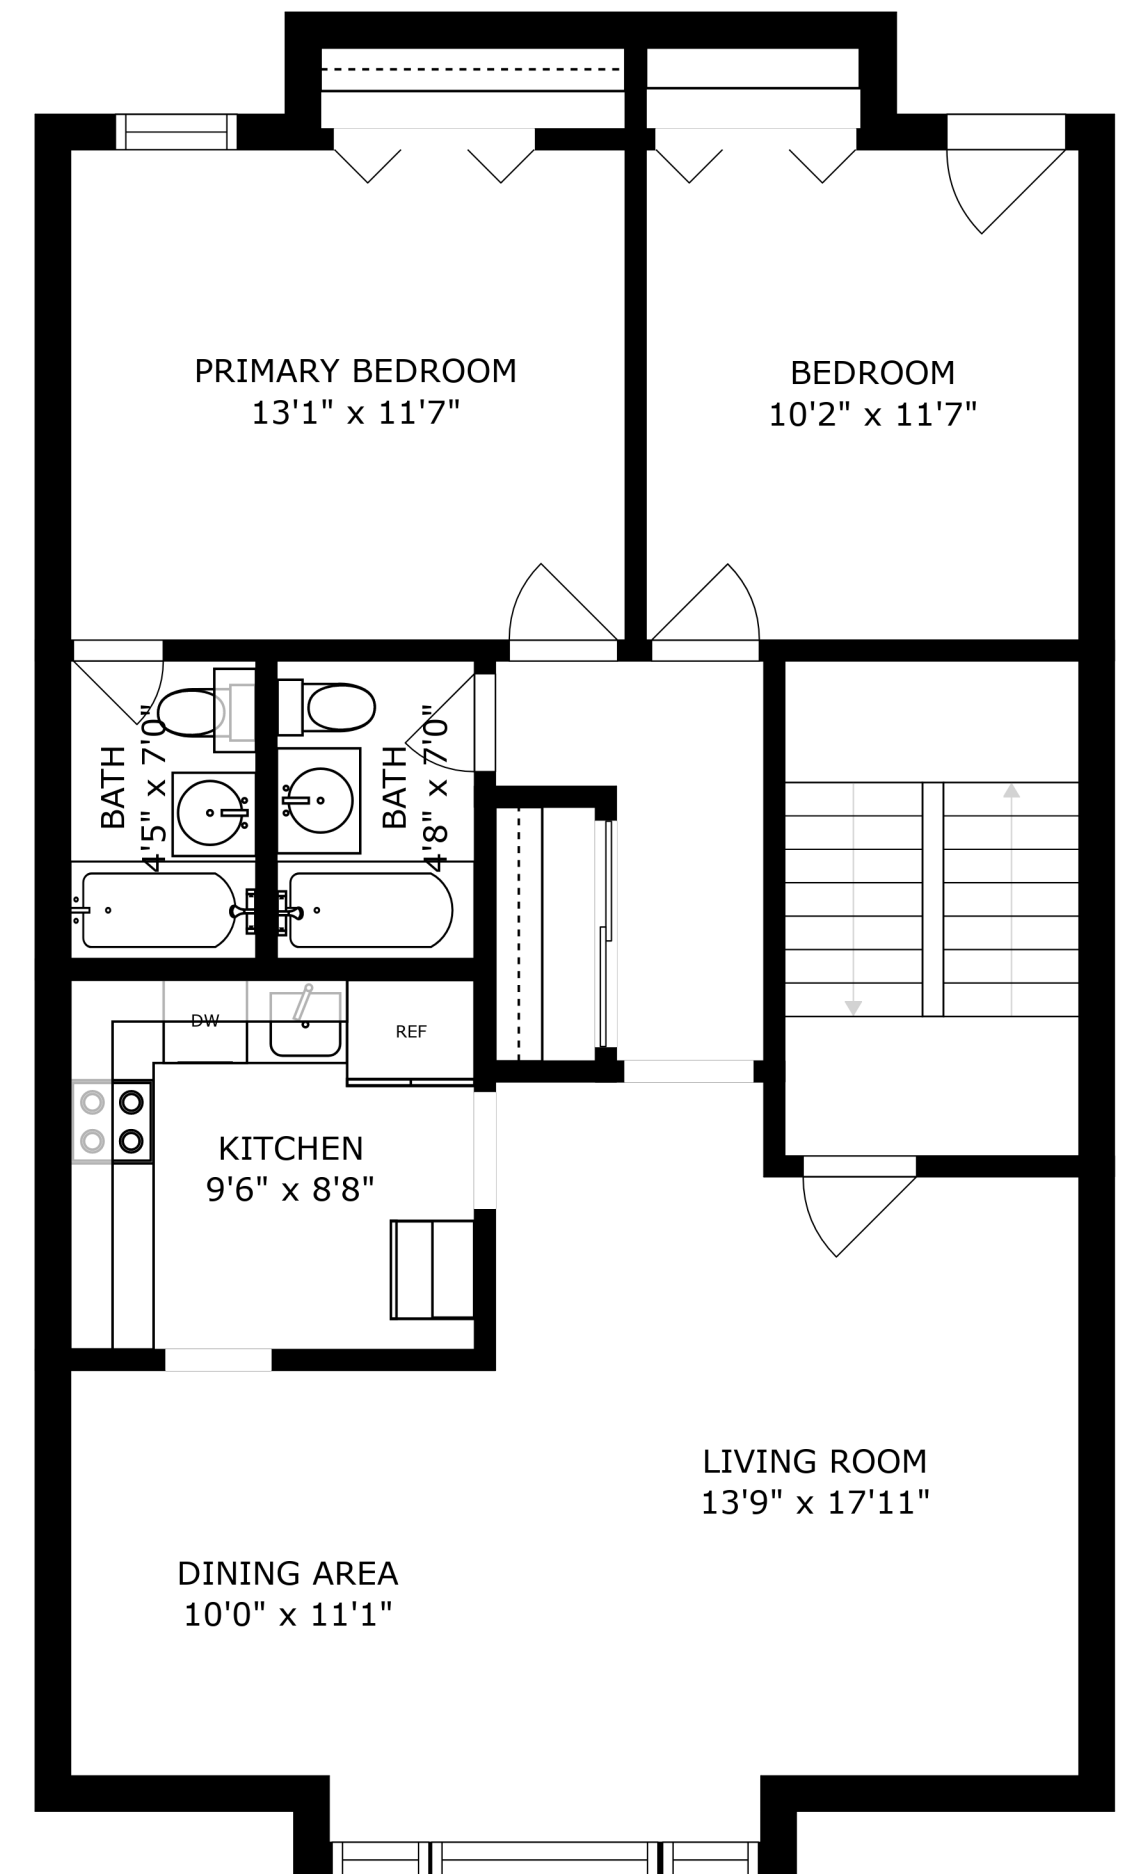 PRIMARY BEDROOM
13'1" x 11'7"
BEDROOM
10'2" x 11'7"
BATH
4'5" x 7'0"
BATH
4'8" x 7'0"
DW
REF
KITCHEN
9'6" x 8'8"
LIVING ROOM
13'9" x 17'11"
DINING AREA
10'0" x 11'1"